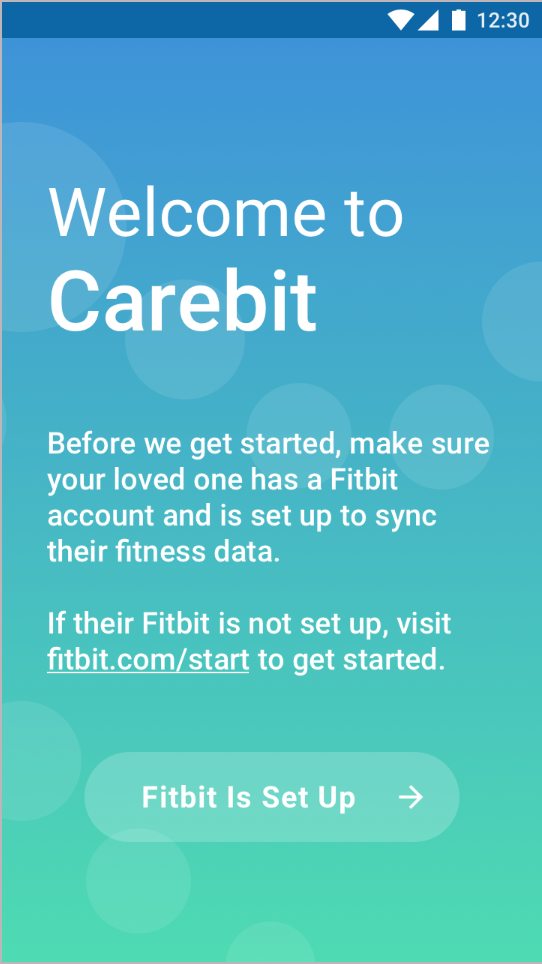 12:30
Welcome to
Carebit
Before we get started, make sure
your loved one has a Fitbit
account and is set up to sync
their fitness data.
If their Fitbit is not set up, visit
fitbit.com/start to get started.
Fitbit Is Set Up